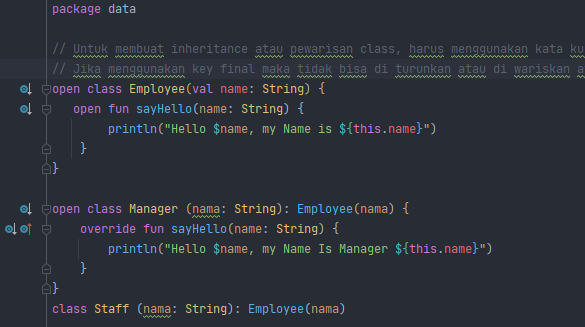 package data
// Untuk membuat inheritance atau pewarisan class, harus menggunakan kata
// Jika menggunakan key final maka tidak bisa di turunkan atau di wariskan
open class Employee(val name: String) {
open fun sayHello(name: String) {
println("Hello $name, my Name is ${this.name}")
}
}
open class Manager (nama: String): Employee(nama) {
override fun sayHello(name: String) {
println("Hello $name, my Name Is Manager ${this.name}")
}
}
class Staff (nama: String): Employee(nama)